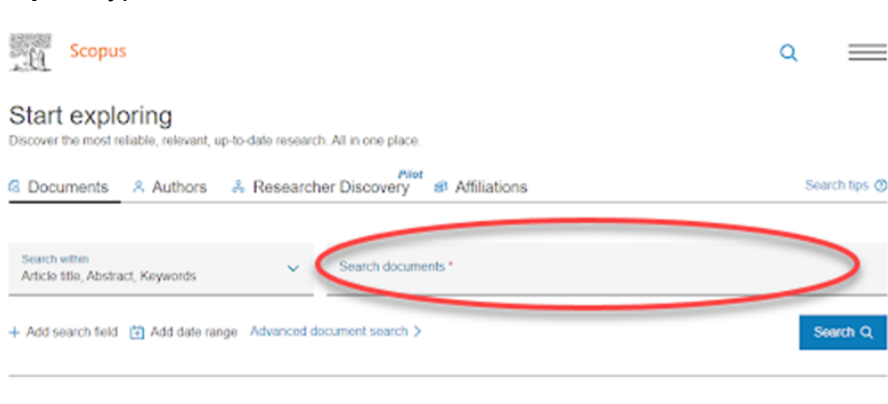 Scopus
Start exploring
Discover the most reliable, relevant, up-to-date research. All in one place.
Documents Authors Researcher Discovery Pilot Affiliations Search tips
Search within
Article title, Abstract, Keywords
Search documents *
+ Add search field Add date range Advanced document search >
Search